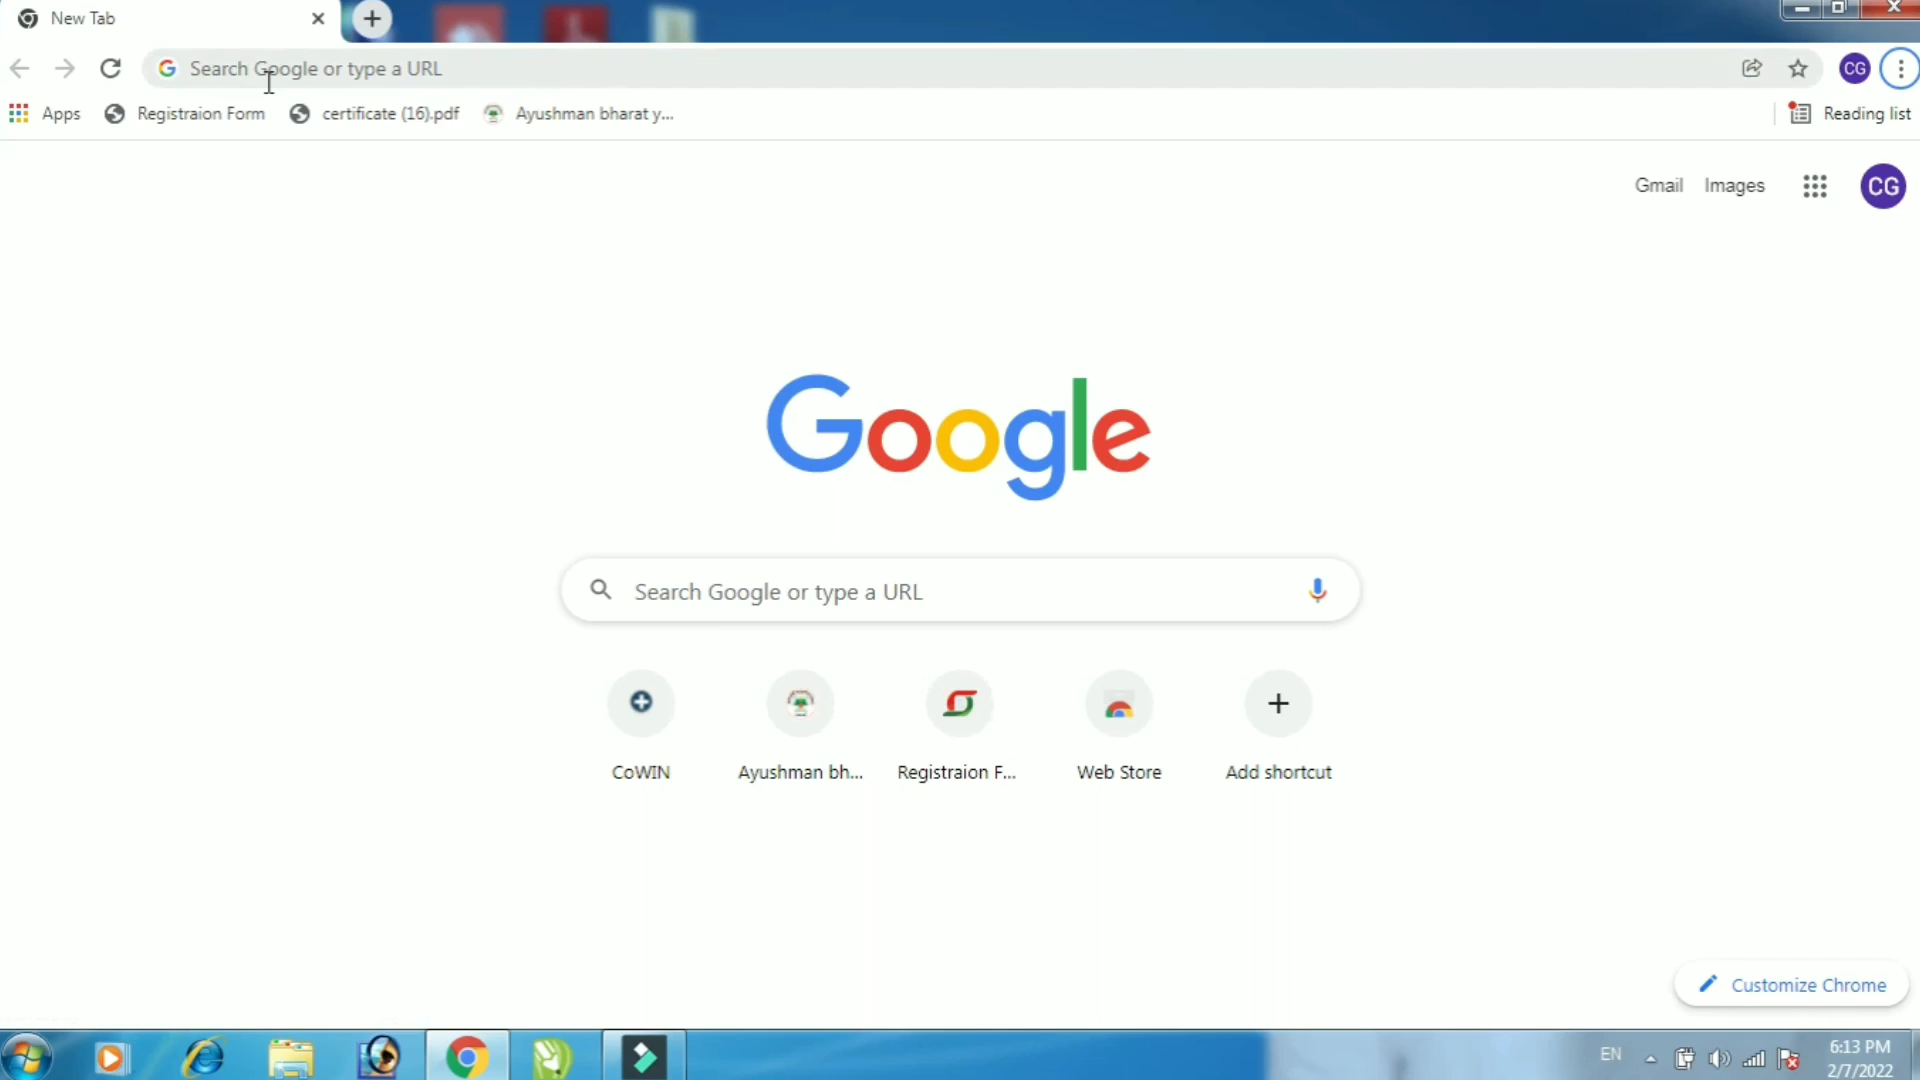 New Tab
Search Google or type a URL
CG
Apps
Registraion Form
certificate (16).pdf
Ayushman bharat y...
Reading list
Gmail
Images
CG
Google
Search Google or type a URL
CoWIN
Ayushman bh...
Registraion F...
Web Store
Add shortcut
Customize Chrome
EN
6:13 PM
2/7/2022